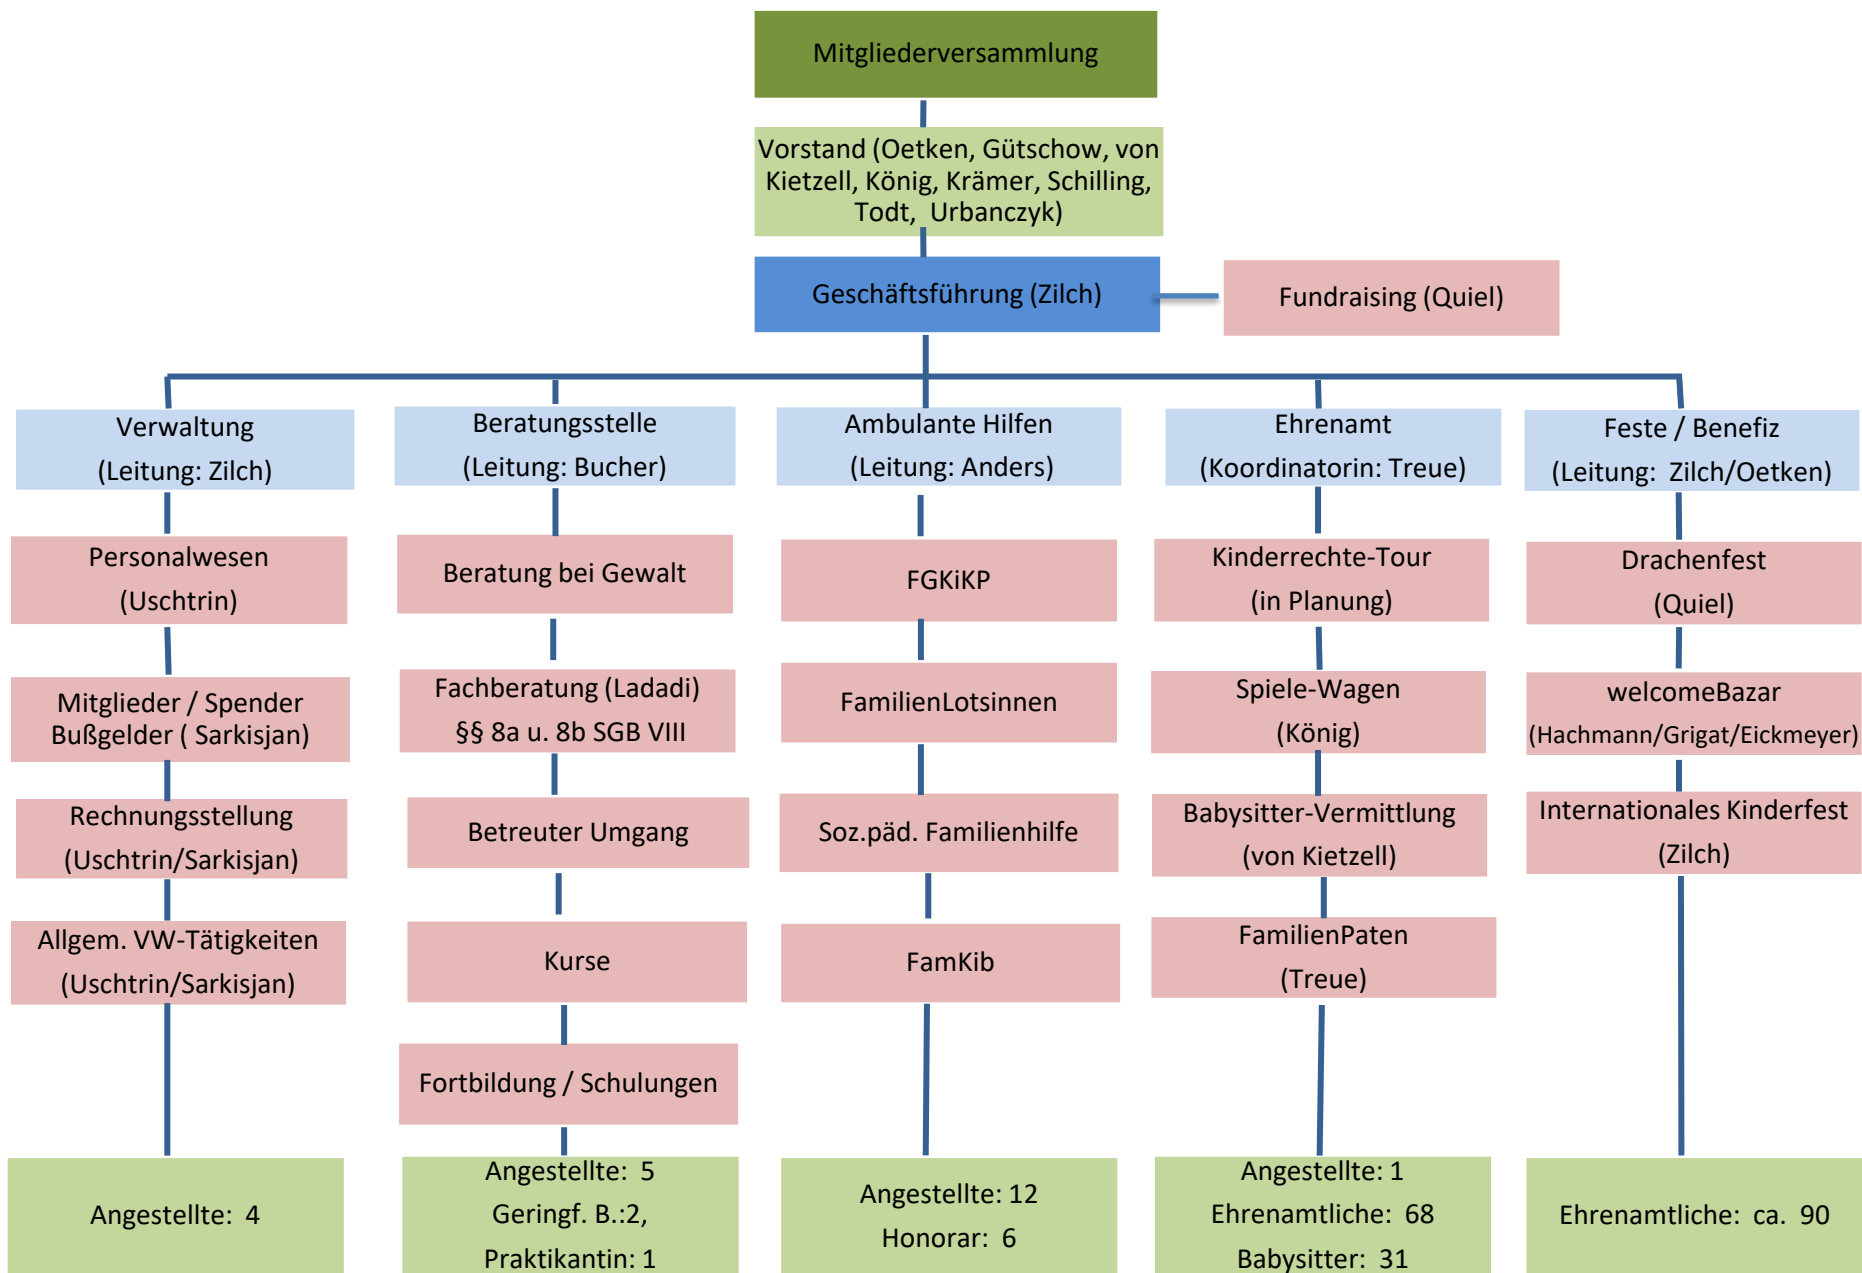 Mitgliederversammlung
Vorstand (Oetken, Gütschow, von
Kietzell, König, Krämer, Schilling,
Todt, Urbanczyk)
Geschäftsführung (Zilch)
Fundraising (Quiel)
Verwaltung
(Leitung: Zilch)
Personalwesen
(Uschtrin)
Mitglieder / Spender
Bußgelder ( Sarkisjan)
Rechnungsstellung
(Uschtrin/Sarkisjan)
Allgem. VW-Tätigkeiten
(Uschtrin/Sarkisjan)
Angestellte: 4
Beratungsstelle
(Leitung: Bucher)
Beratung bei Gewalt
Fachberatung (Ladadi)
§§ 8a u. 8b SGB VIII
Betreuter Umgang
Kurse
Fortbildung / Schulungen
Angestellte: 5
Geringf. B.:2,
Praktikantin: 1
Ambulante Hilfen
(Leitung: Anders)
FGKiKP
FamilienLotsinnen
Soz.päd. Familienhilfe
FamKib
Angestellte: 12
Honorar: 6
Ehrenamt
(Koordinatorin: Treue)
Kinderrechte-Tour
(in Planung)
Spiele-Wagen
(König)
Babysitter-Vermittlung
(von Kietzell)
FamilienPaten
(Treue)
Angestellte: 1
Ehrenamtliche: 68
Babysitter: 31
Feste / Benefiz
(Leitung: Zilch/Oetken)
Drachenfest
(Quiel)
welcomeBazar
(Hachmann/Grigat/Eickmeyer)
Internationales Kinderfest
(Zilch)
Ehrenamtliche: ca. 90